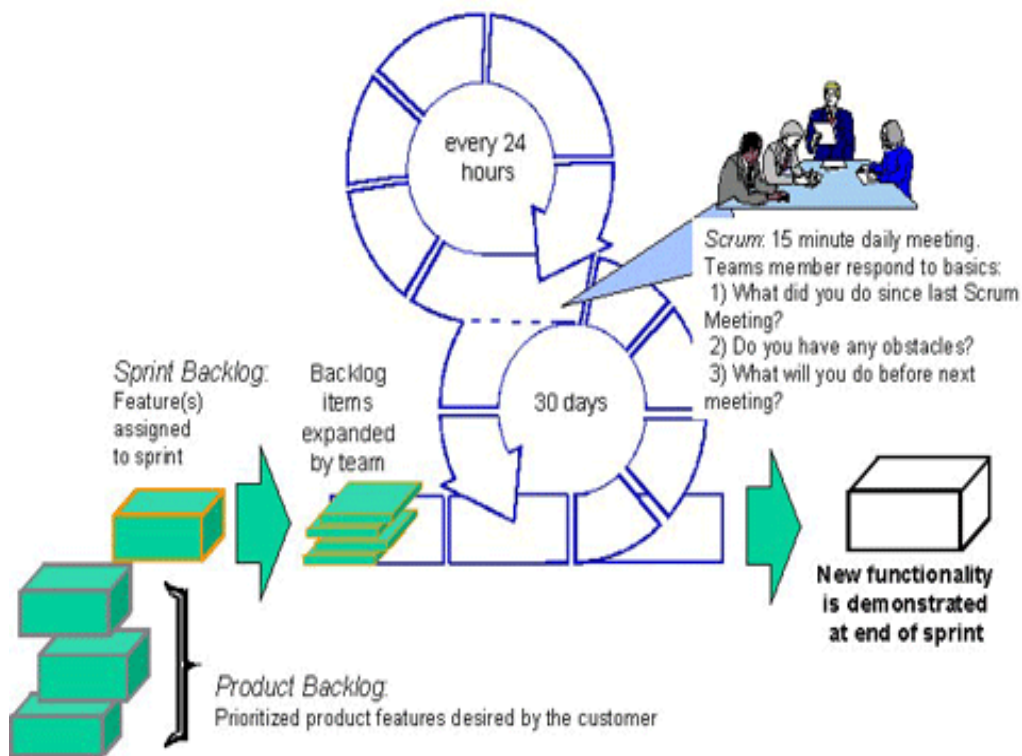 every 24
hours
Scrum: 15 minute daily meeting.
Teams member respond to basics:
1) What did you do since last Scrum
Meeting?
2) Do you have any obstacles?
3) What will you do before next
meeting?
Sprint Backlog:
Feature(s)
assigned
to sprint
Backlog
items
expanded
by team
30 days
New functionality
is demonstrated
at end of sprint
Product Backlog:
Prioritized product features desired by the customer